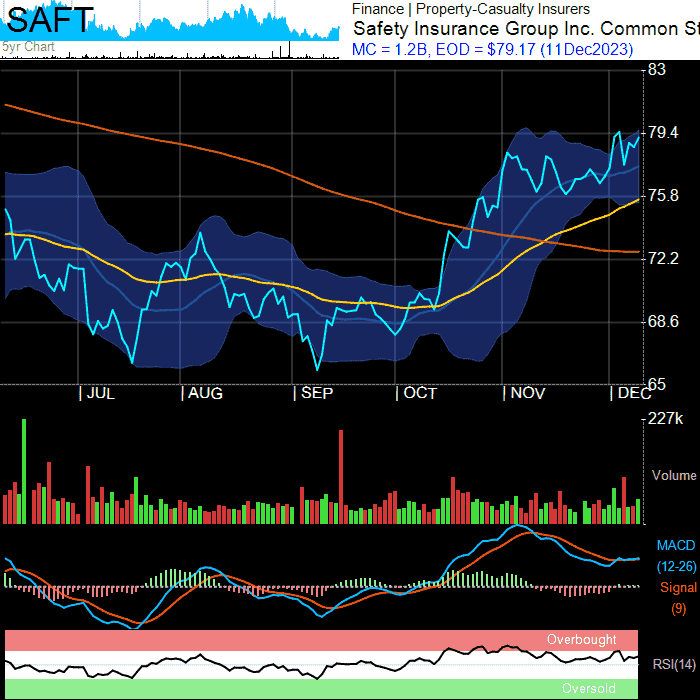 SAFT
5yr Chart
Finance | Property-Casualty Insurers
Safety Insurance Group Inc. Common St
MC = 1.2B, EOD = $79.17 (11Dec2023)
83
79.4
75.8
72.2
68.6
65
| JUL | AUG | SEP | OCT | NOV | DEC
227k
Volume
MACD
(12-26)
Signal
(9)
Overbought
RSI(14)
Oversold